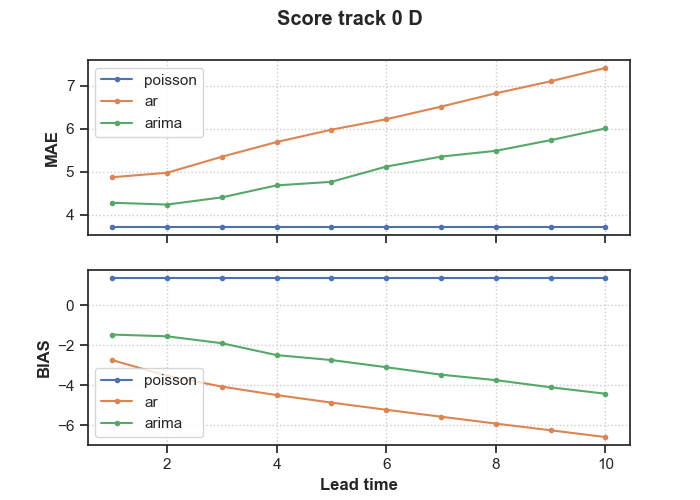 Score track 0 D
MAE
7
6
5
4
poisson
ar
arima
BIAS
0
−2
−4
−6
poisson
ar
arima
2
4
6
8
10
Lead time